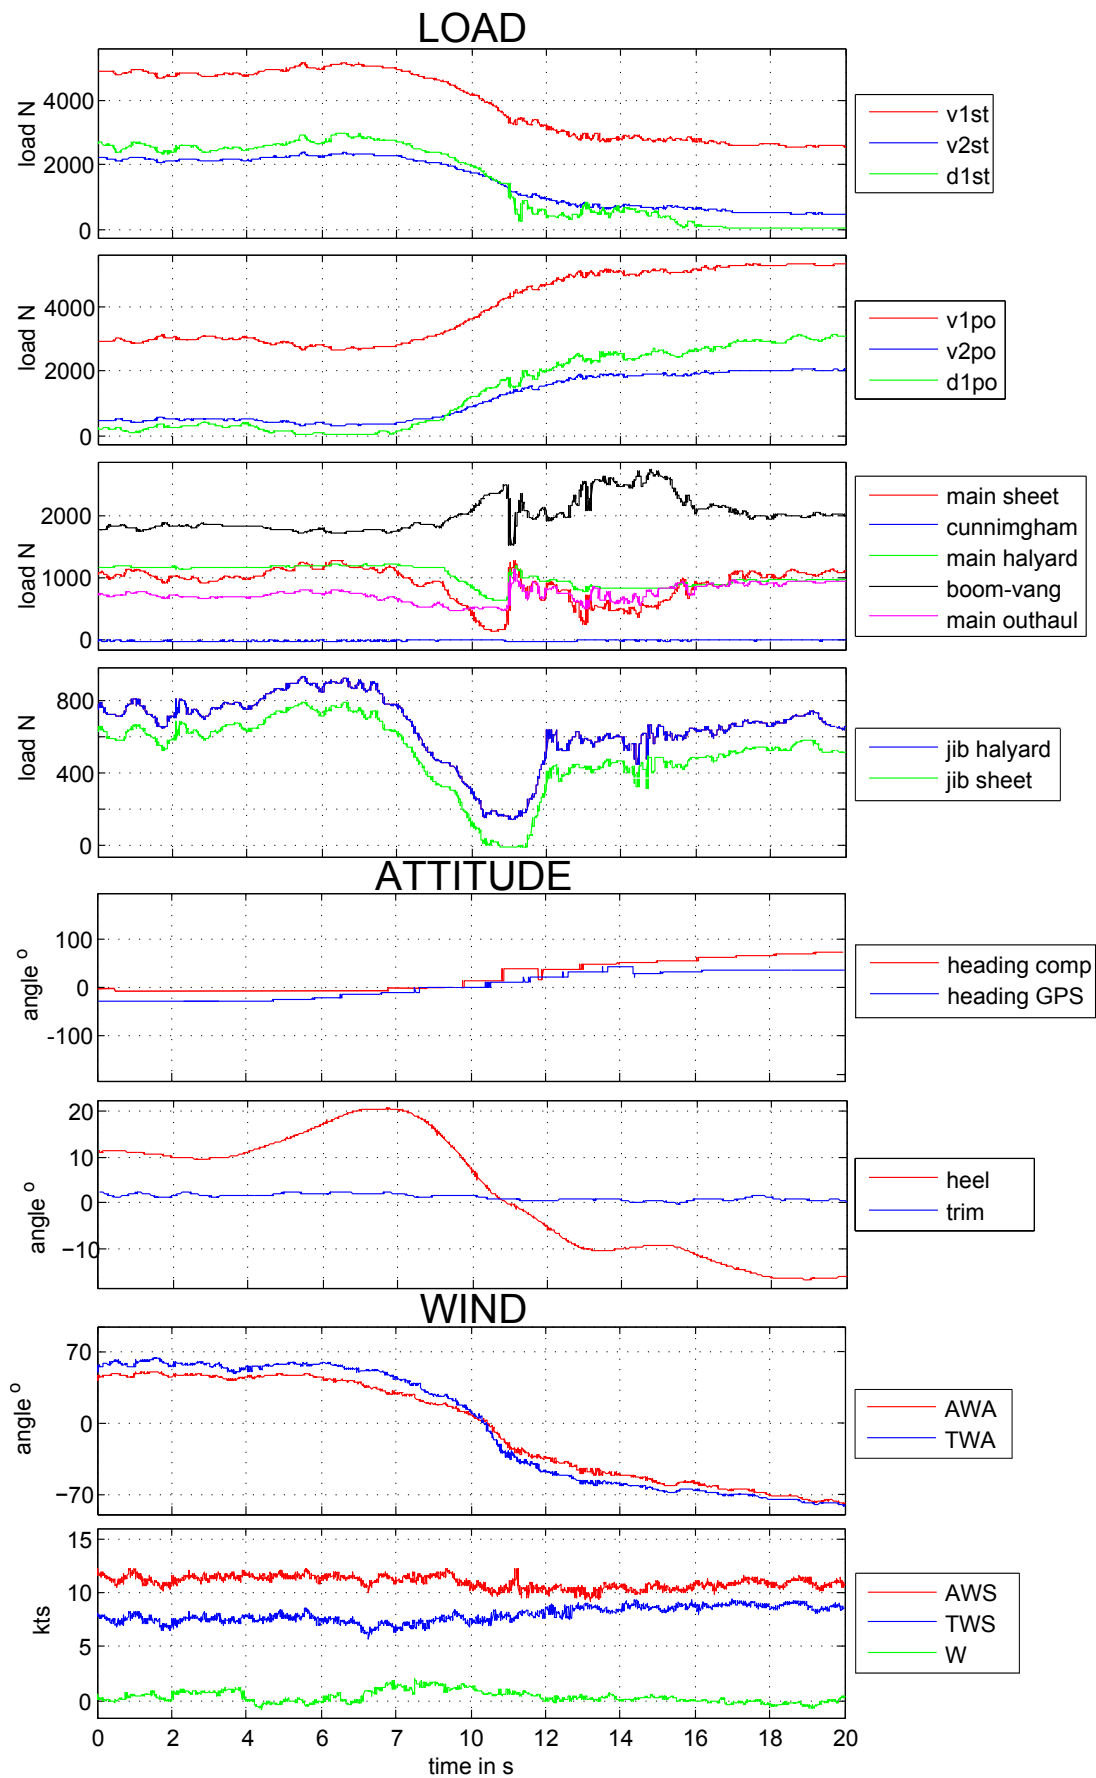 LOAD
4000
2000
0
load N
v1st
v2st
d1st
4000
2000
0
load N
v1po
v2po
d1po
2000
1000
0
load N
main sheet
cunnimgham
main halyard
boom-vang
main outhaul
800
400
0
load N
jib halyard
jib sheet
ATTITUDE
100
0
-100
angle º
heading comp
heading GPS
20
10
0
−10
angle º
heel
trim
WIND
70
0
−70
angle º
AWA
TWA
15
10
5
0
kts
AWS
TWS
W
0 2 4 6 7 10 12 14 16 18 20
time in s